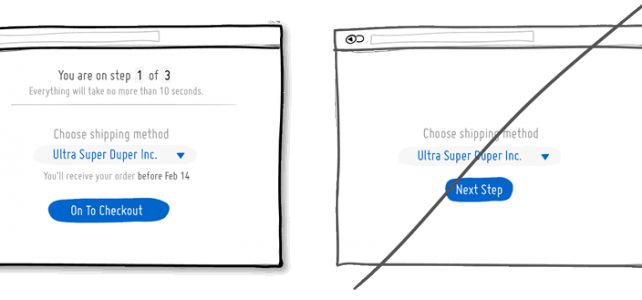 You are on step 1 of 3
Everything will take no more than 10 seconds.
Choose shipping method
Ultra Super Duper Inc.
You'll receive your order before Feb 14
On To Checkout
Choose shipping method
Ultra Super Duper Inc.
Next Step